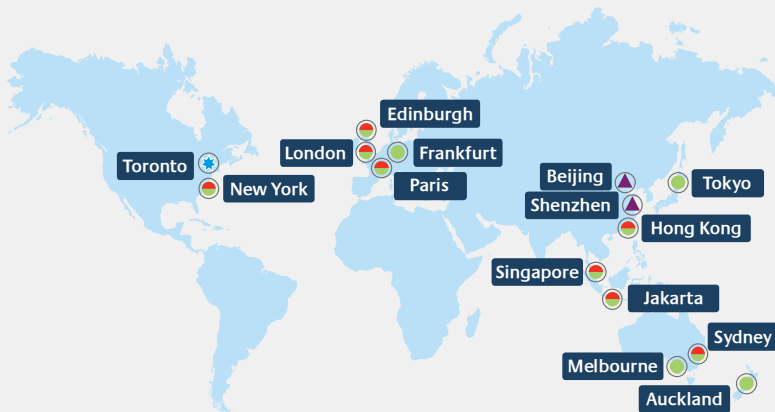 Edinburgh
London
Frankfurt
Toronto
Paris
New York
Beijing
Tokyo
Shenzhen
Hong Kong
Singapore
Jakarta
Sydney
Melbourne
Auckland